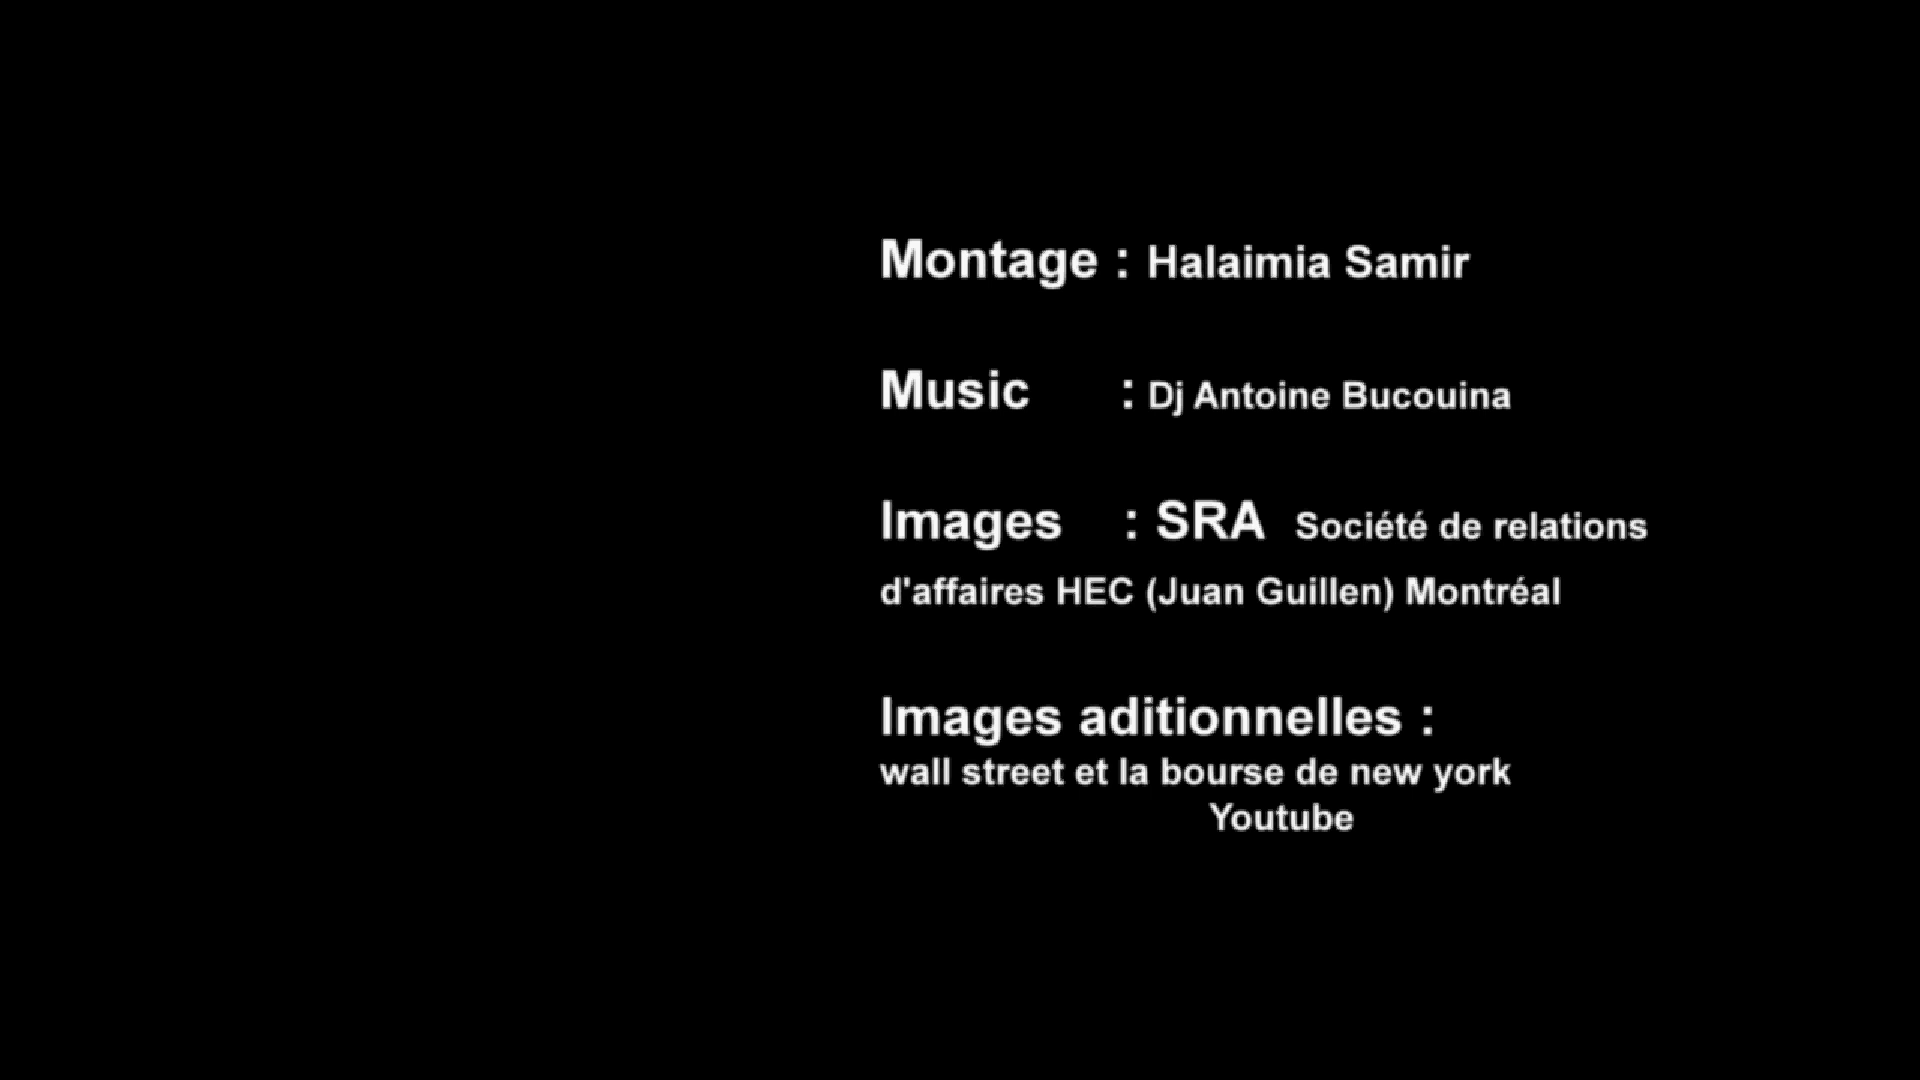 Montage : Halaimia Samir
Music : Dj Antoine Bucouina
Images : SRA Société de relations
d'affaires HEC (Juan Guillen) Montréal
Images aditionnelles :
wall street et la bourse de new york
Youtube